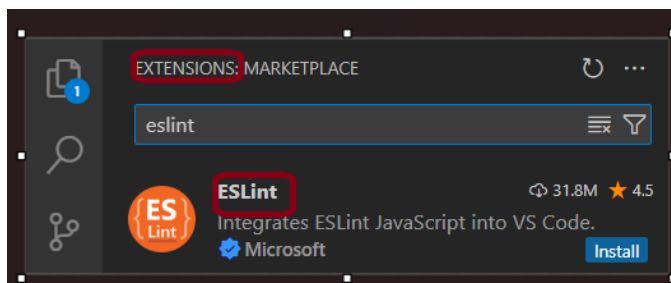 EXTENSIONS: MARKETPLACE
1
eslint
ESLint 31.8M 4.5
{ES} Lint
Integrates ESLint JavaScript into VS Code.
Microsoft Install